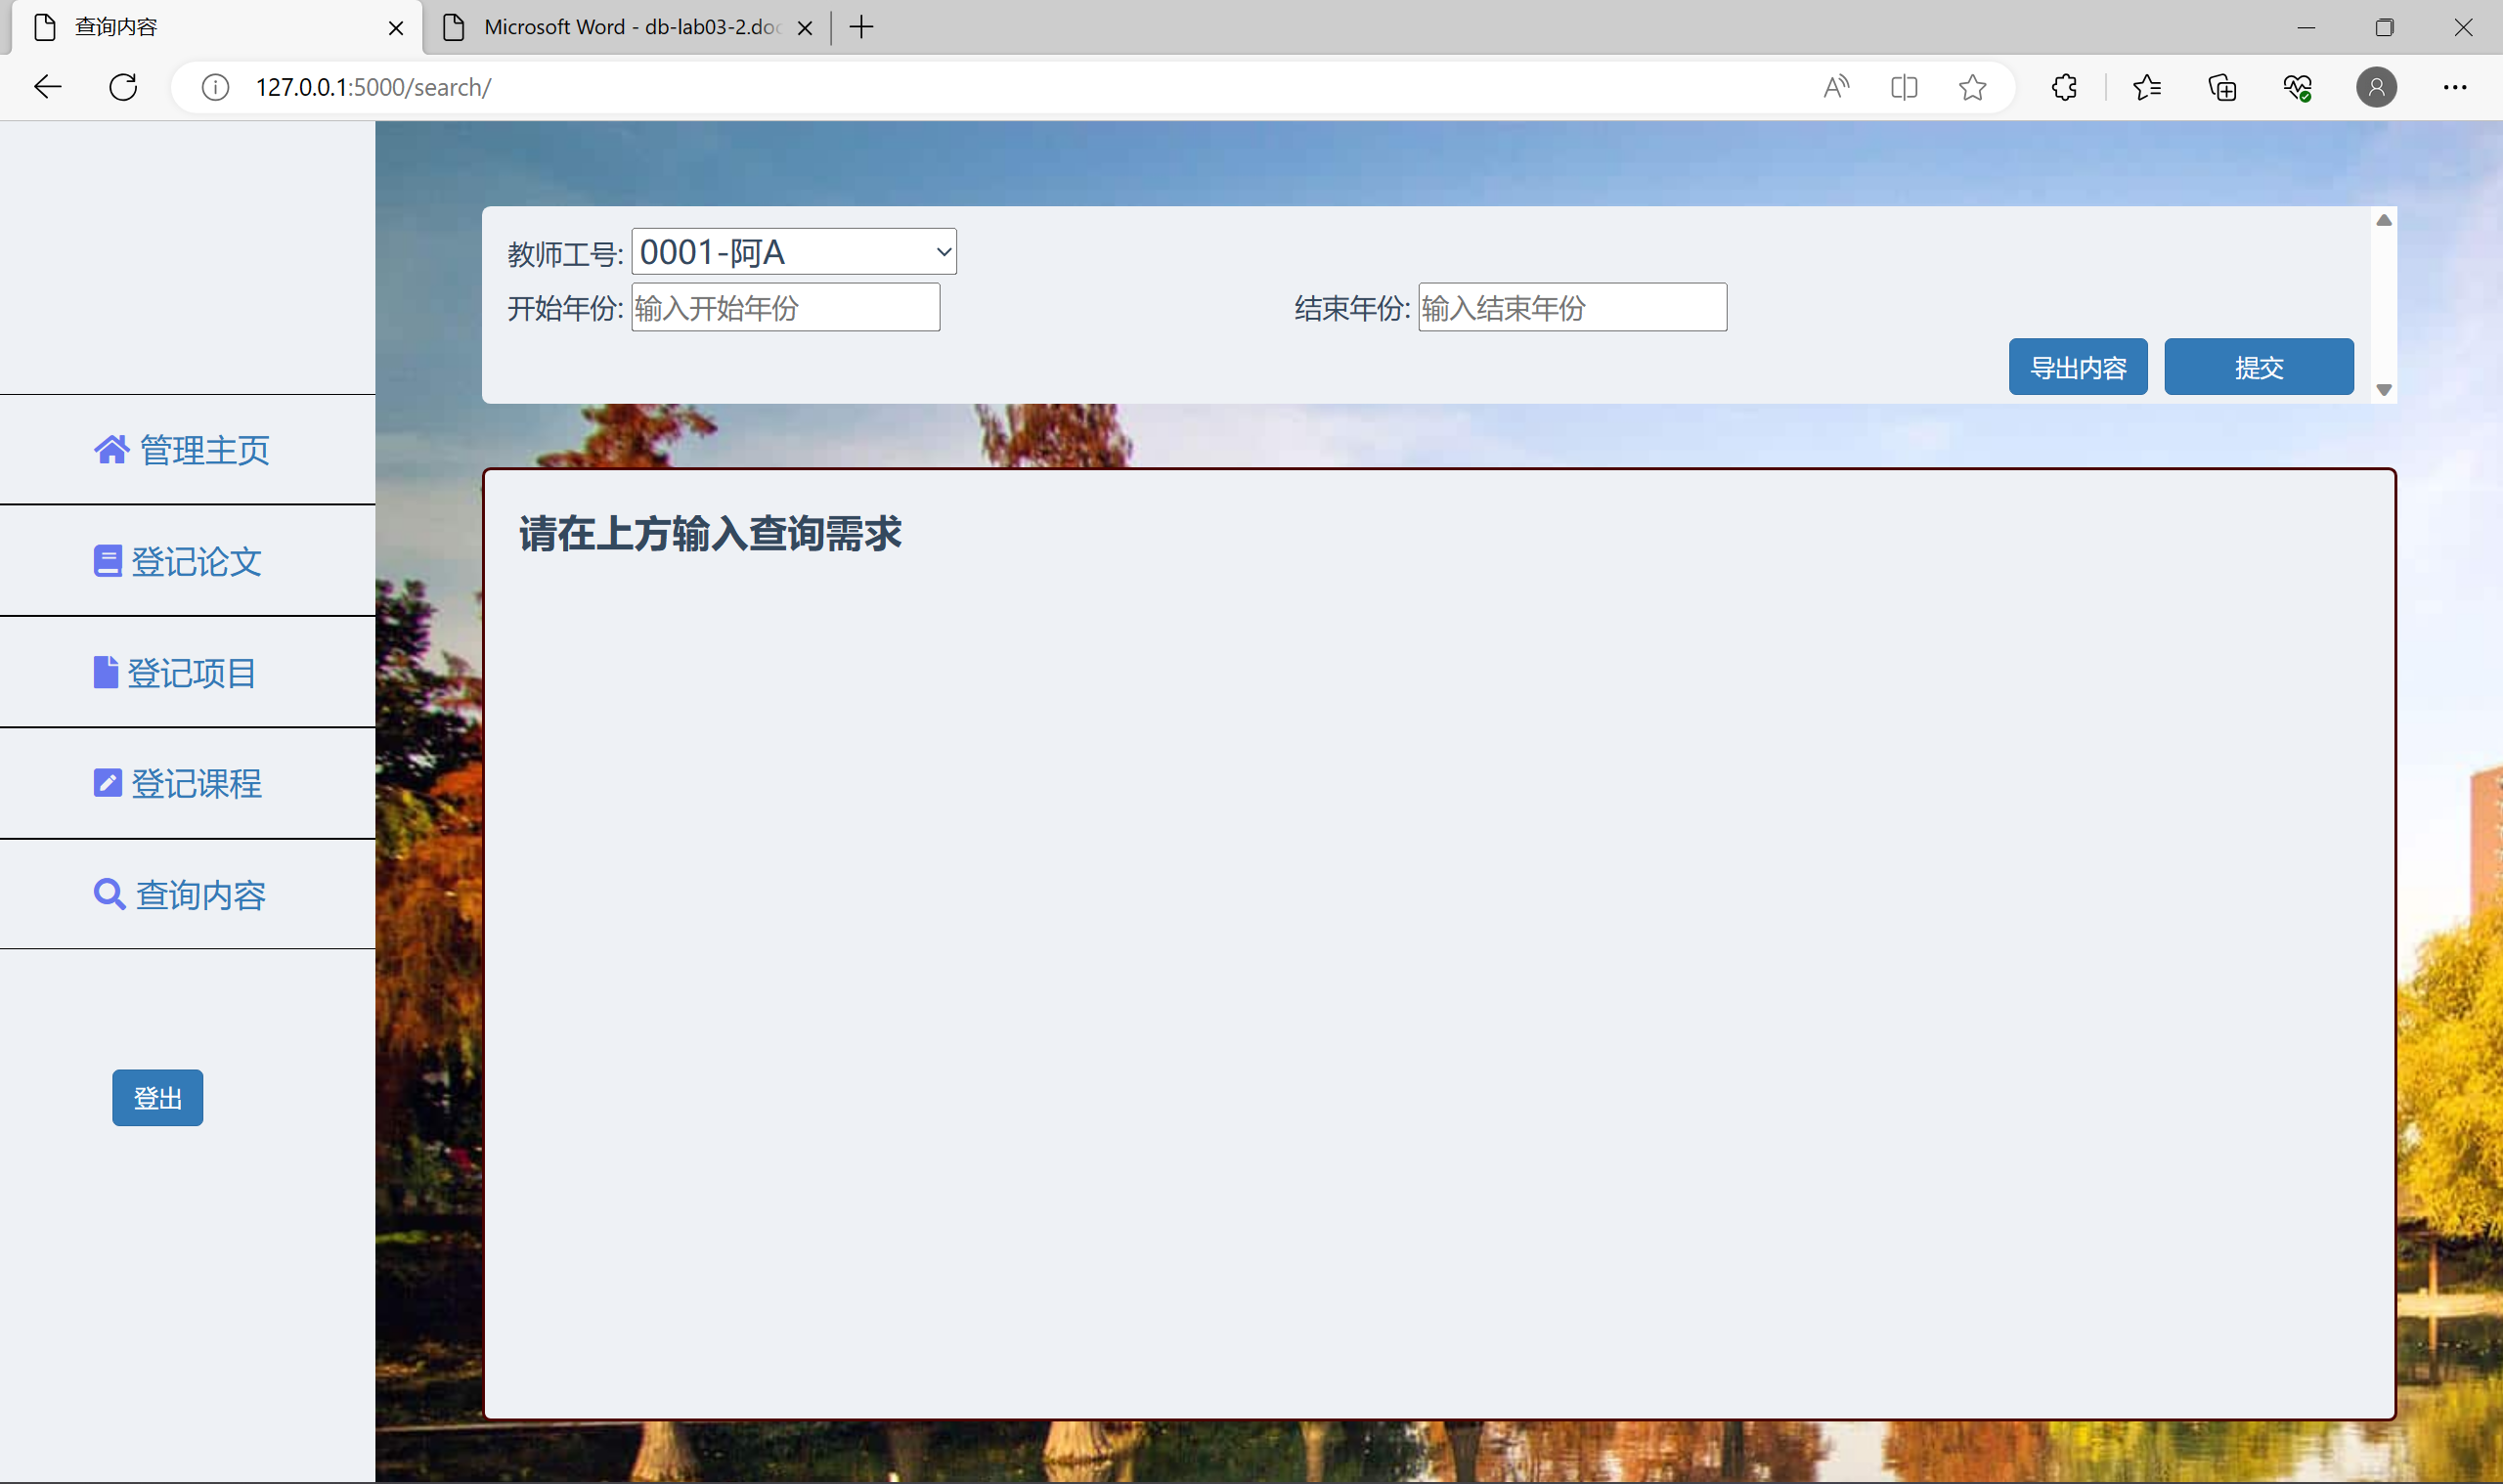 查询内容
Microsoft Word - db-lab03-2.doc
127.0.0.1:5000/search/
教师工号: 0001-阿A
开始年份: 输入开始年份
结束年份: 输入结束年份
导出内容
提交
请在上方输入查询需求
管理主页
登记论文
登记项目
登记课程
查询内容
登出